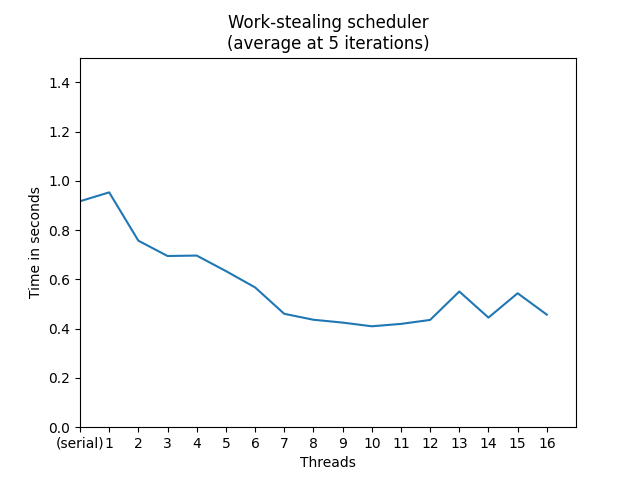 Work-stealing scheduler
(average at 5 iterations)
1.4
1.2
1.0
0.8
0.6
0.4
0.2
0.0
Time in seconds
(serial) 1 2 3 4 5 6 7 8 9 10 11 12 13 14 15 16
Threads